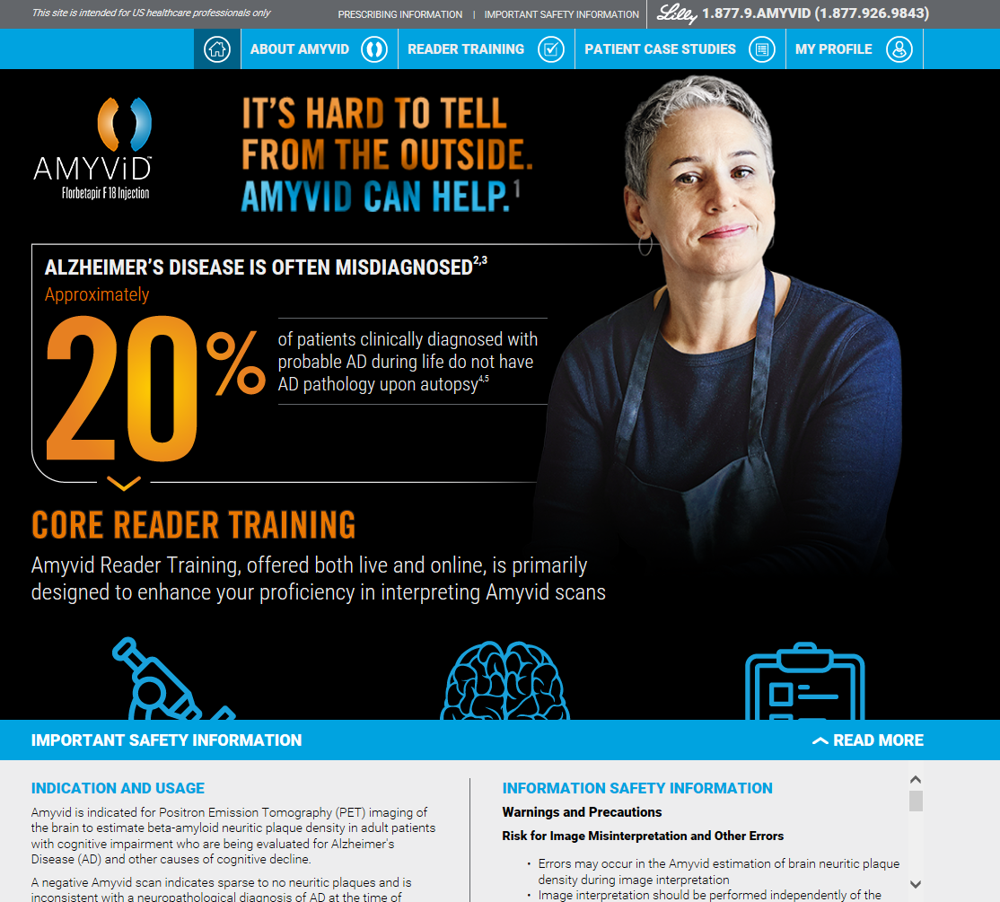 This site is intended for US healthcare professionals only
PRESCRIBING INFORMATION | IMPORTANT SAFETY INFORMATION
Lilly 1.877.9.AMYVID (1.877.926.9843)
ABOUT AMYVID
READER TRAINING
PATIENT CASE STUDIES
MY PROFILE
AMYViD™
Florbetapir F 18 Injection
IT'S HARD TO TELL
FROM THE OUTSIDE.
AMYVID CAN HELP.1
ALZHEIMER'S DISEASE IS OFTEN MISDIAGNOSED2,3
Approximately
20%
of patients clinically diagnosed with
probable AD during life do not have
AD pathology upon autopsy4,5
CORE READER TRAINING
Amyvid Reader Training, offered both live and online, is primarily
designed to enhance your proficiency in interpreting Amyvid scans
IMPORTANT SAFETY INFORMATION
READ MORE
INDICATION AND USAGE
Amyvid is indicated for Positron Emission Tomography (PET) imaging of
the brain to estimate beta-amyloid neuritic plaque density in adult patients
with cognitive impairment who are being evaluated for Alzheimer's
Disease (AD) and other causes of cognitive decline.
A negative Amyvid scan indicates sparse to no neuritic plaques and is
inconsistent with a neuropathological diagnosis of AD at the time of
INFORMATION SAFETY INFORMATION
Warnings and Precautions
Risk for Image Misinterpretation and Other Errors
• Errors may occur in the Amyvid estimation of brain neuritic plaque
density during image interpretation
• Image interpretation should be performed independently of the